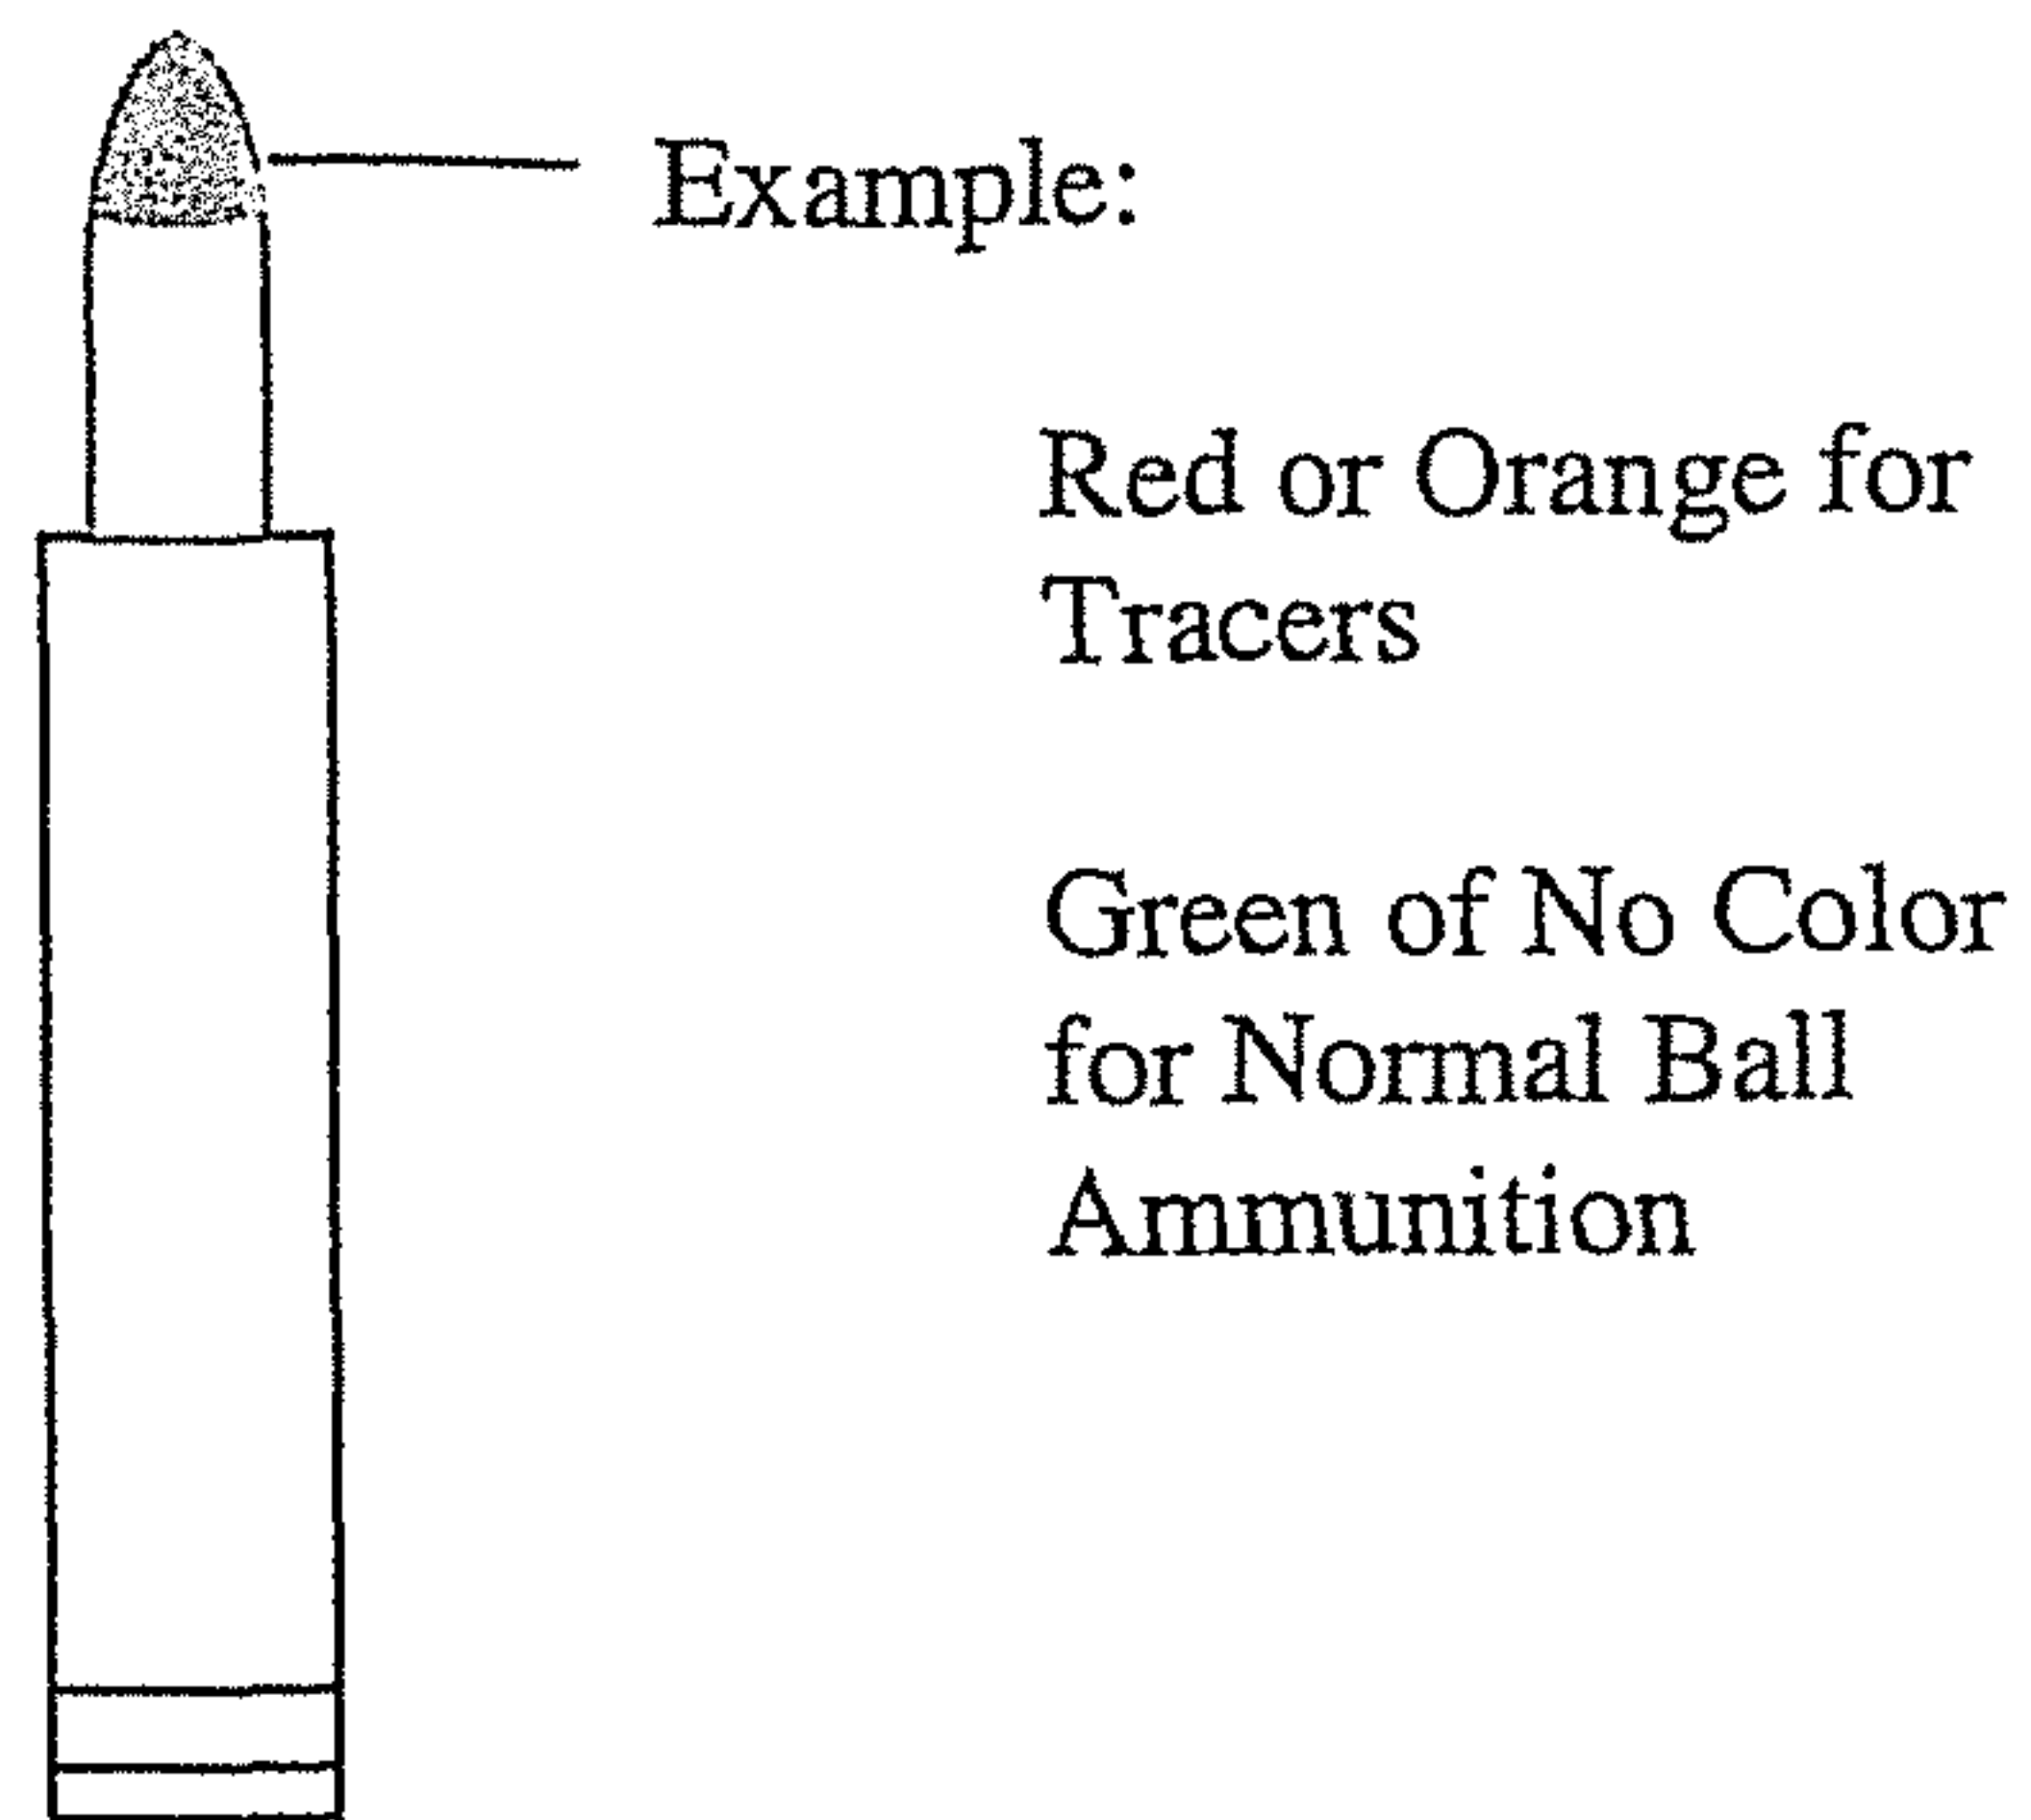 Example:
Red or Orange for
Tracers
Green of No Color
for Normal Ball
Ammunition